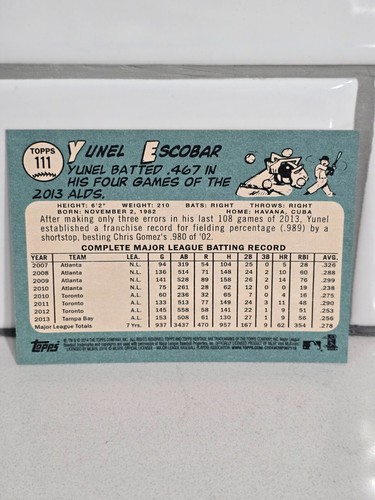 TOPPS
111
YUNEL ESCOBAR
YUNEL BATTED .467 IN
HIS FOUR GAMES OF THE
2013 ALDS.
HEIGHT: 6'2" WEIGHT: 210 BATS: RIGHT THROWS: RIGHT
BORN: NOVEMBER 2, 1982 HOME: HAVANA, CUBA
After making only three errors in his last 108 games of 2013, Yunel
established a franchise record for fielding percentage (.989) by a
shortstop, besting Chris Gomez's .980 of '02.
COMPLETE MAJOR LEAGUE BATTING RECORD
YEAR TEAM LEA. G AB R H 2B 3B HR RBI AVG.
2007 Atlanta N.L. 94 319 54 104 25 0 5 28 .326
2008 Atlanta N.L. 136 514 71 148 24 2 10 60 .288
2009 Atlanta N.L. 141 528 89 158 26 2 14 76 .299
2010 Atlanta N.L. 75 261 28 62 12 0 0 19 .238
2010 Toronto A.L. 60 236 32 65 7 0 4 16 .275
2011 Toronto A.L. 133 513 77 149 24 3 11 48 .290
2012 Toronto A.L. 145 558 58 141 22 1 9 51 .253
2013 Tampa Bay A.L. 153 508 61 130 27 1 9 56 .256
Major League Totals 7 Yrs. 937 3437 470 957 167 9 62 354 .278
Topps